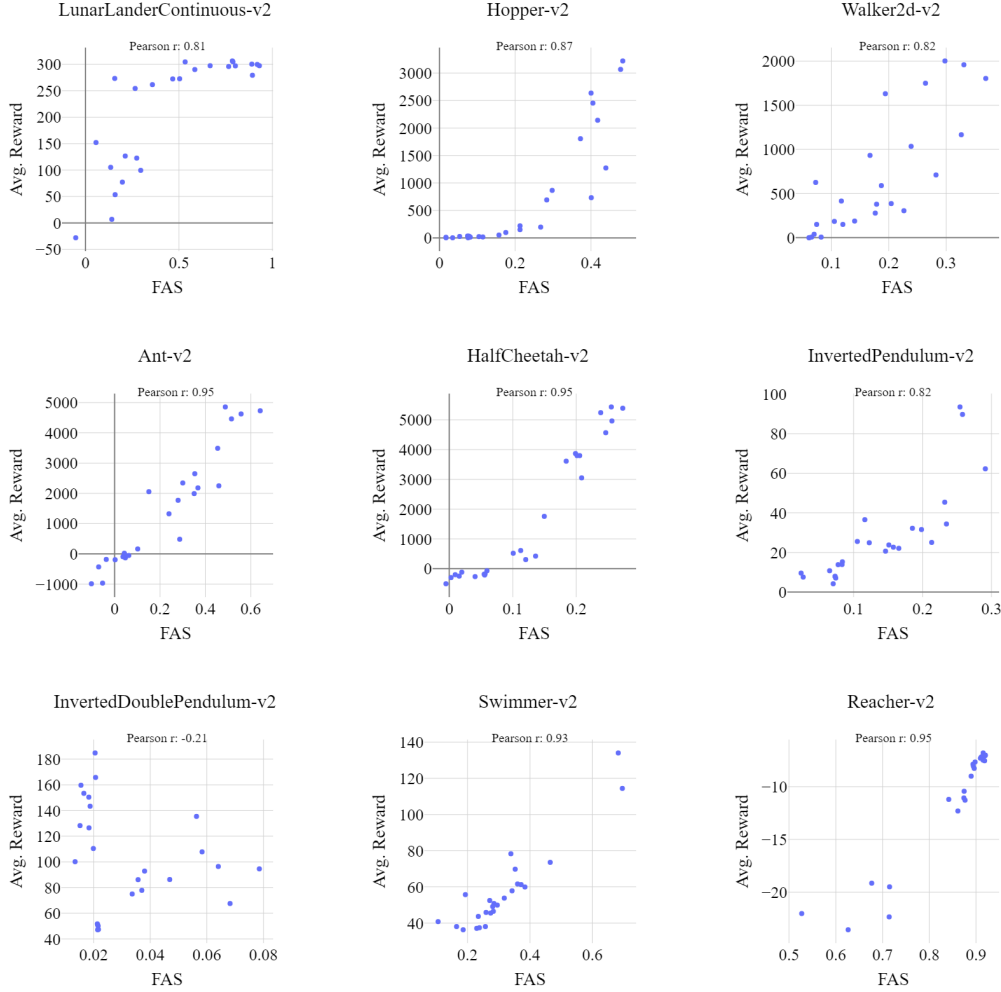 LunarLanderContinuous-v2
Hopper-v2
Walker2d-v2
Pearson r: 0.81
Pearson r: 0.87
Pearson r: 0.82
Avg. Reward
300
250
200
150
100
50
0
−50
0
0.5
1
FAS
Avg. Reward
3000
2500
2000
1500
1000
500
0
0
0.2
0.4
FAS
Avg. Reward
2000
1500
1000
500
0
0.1
0.2
0.3
FAS
Ant-v2
HalfCheetah-v2
InvertedPendulum-v2
Pearson r: 0.95
Pearson r: 0.95
Pearson r: 0.82
Avg. Reward
5000
4000
3000
2000
1000
0
−1000
0
0.2
0.4
0.6
FAS
Avg. Reward
5000
4000
3000
2000
1000
0
0
0.1
0.2
FAS
Avg. Reward
100
80
60
40
20
0
0.1
0.2
0.3
FAS
InvertedDoublePendulum-v2
Swimmer-v2
Reacher-v2
Pearson r: -0.21
Pearson r: 0.93
Pearson r: 0.95
Avg. Reward
180
160
140
120
100
80
60
40
0.02
0.04
0.06
0.08
FAS
Avg. Reward
140
120
100
80
60
40
0.2
0.4
0.6
FAS
Avg. Reward
−10
−15
−20
0.5
0.6
0.7
0.8
0.9
FAS